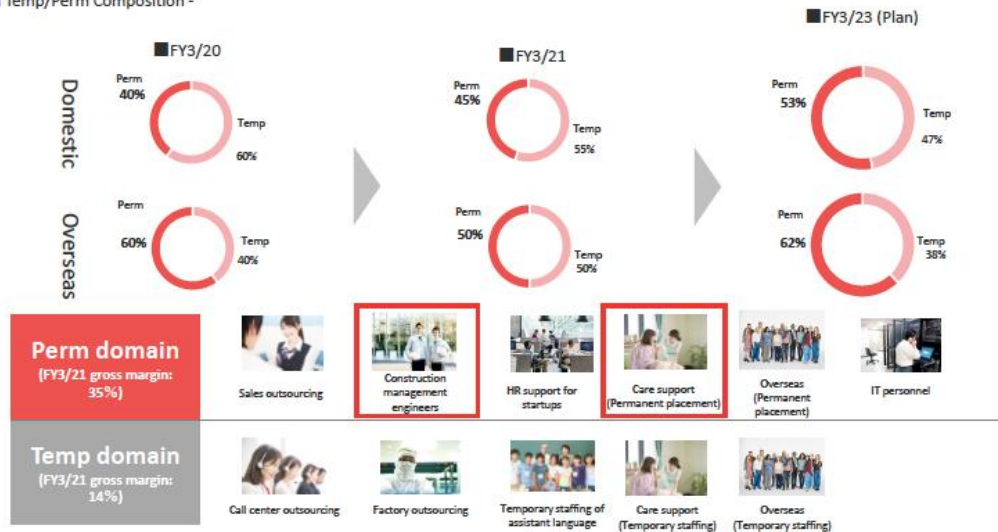 Temp/Perm Composition -
■FY3/20
■FY3/21
■FY3/23 (Plan)
Domestic
Perm
40%
Temp
60%
Perm
45%
Temp
55%
Perm
53%
Temp
47%
Overseas
Perm
60%
Temp
40%
Perm
50%
Temp
50%
Perm
62%
Temp
38%
Perm domain
(FY3/21 gross margin:
35%)
Sales outsourcing
Construction
management
engineers
HR support for
startups
Care support
(Permanent placement)
Overseas
(Permanent
placement)
IT personnel
Temp domain
(FY3/21 gross margin:
14%)
Call center outsourcing
Factory outsourcing
Temporary staffing of
assistant language
Care support
(Temporary staffing)
Overseas
(Temporary staffing)